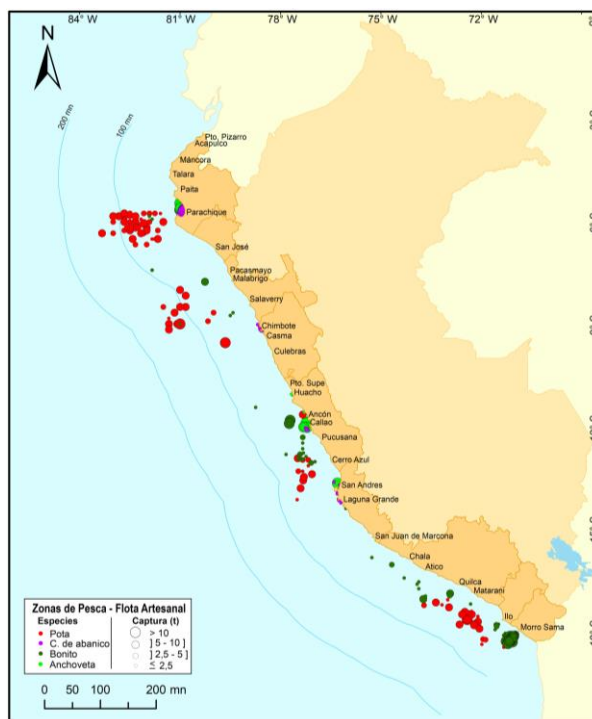 84° W 81°W 78°W 75°W 72° W
N
200 mn
100 mn
Pto. Pizarro
Acapulco
Máncora
Talara
Paita
Parachique
San José
Pacasmayo
Malabrigo
Salaverry
Chimbote
Casma
Culebras
Pto. Supe
Huacho
Ancón
Callao
Pucusana
Cerro Azul
San Andres
Laguna Grande
San Juan de Marcona
Chala
Atico
Quilca
Matarani
Ilo
Morro Sama
Zonas de Pesca - Flota Artesanal
Especies Captura (t)
Pota > 10
C. de abanico ] 5 - 10 ]
Bonito ] 2,5 - 5 ]
Anchoveta ≤ 2,5
0 50 100 200 mn